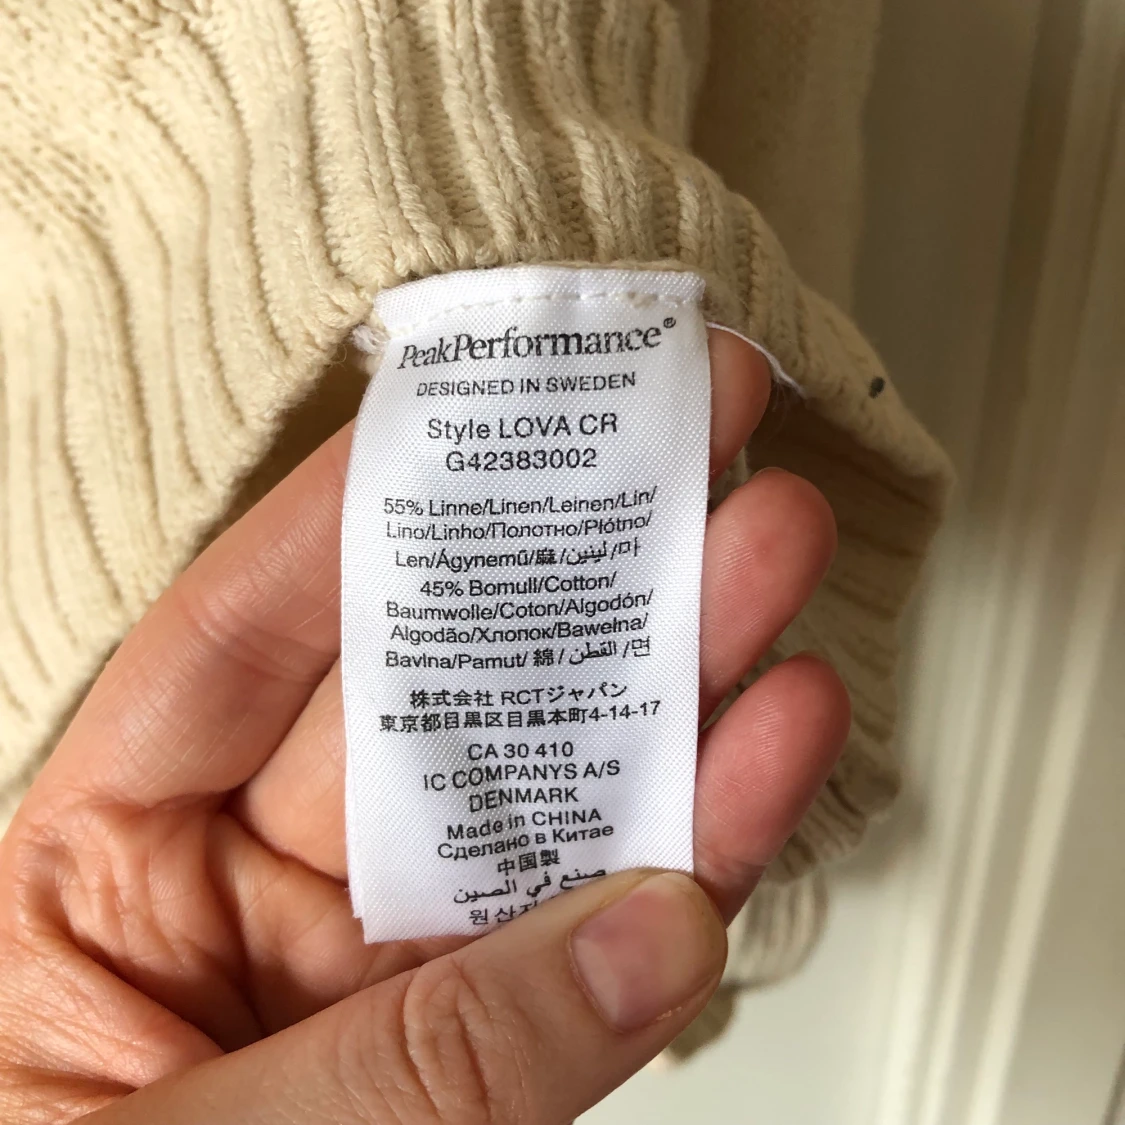 PeakPerformance®
DESIGNED IN SWEDEN
Style LOVA CR
G42383002
55% Linne/Linen/Leinen/Lin/
Lino/Linho/Полотно/Płótno/
Len/Ágynemű/麻/لينين/마
45% Bomull/Cotton/
Baumwolle/Coton/Algodón/
Algodão/Хлопок/Bawełna/
Bavlna/Pamut/ 綿/ القطن /면
株式会社 RCTジャパン
東京都目黒区目黒本町4-14-17
CA 30 410
IC COMPANYS A/S
DENMARK
Made in CHINA
Сделано в Китае
中国製
صنع في الصين
원산지